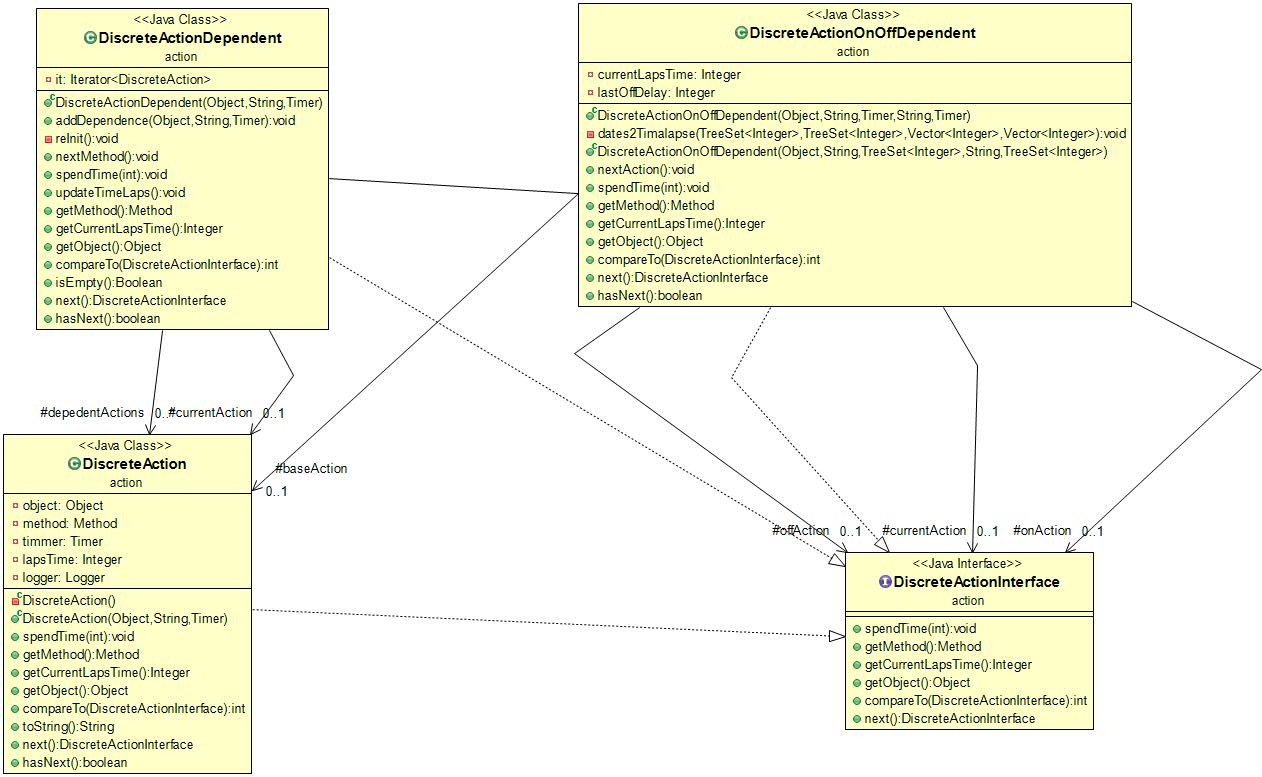 <<Java Class>>
DiscreteActionDependent
action
it: Iterator<DiscreteAction>
DiscreteActionDependent(Object,String,Timer)
addDependence(Object,String,Timer):void
reInit():void
nextMethod():void
spendTime(int):void
updateTimeLaps():void
getMethod():Method
getCurrentLapsTime():Integer
getObject():Object
compareTo(DiscreteActionInterface):int
isEmpty():Boolean
next():DiscreteActionInterface
hasNext():boolean
<<Java Class>>
DiscreteActionOnOffDependent
action
currentLapsTime: Integer
lastOffDelay: Integer
DiscreteActionOnOffDependent(Object,String,Timer,String,Timer)
dates2Timalapse(TreeSet<Integer>,TreeSet<Integer>,Vector<Integer>,Vector<Integer>):void
DiscreteActionOnOffDependent(Object,String,TreeSet<Integer>,String,TreeSet<Integer>)
nextAction():void
spendTime(int):void
getMethod():Method
getCurrentLapsTime():Integer
getObject():Object
compareTo(DiscreteActionInterface):int
next():DiscreteActionInterface
hasNext():boolean
#depedentActions
#currentAction 0..1
#baseAction
0..1
<<Java Class>>
DiscreteAction
action
object: Object
method: Method
timmer: Timer
lapsTime: Integer
logger: Logger
DiscreteAction()
DiscreteAction(Object,String,Timer)
spendTime(int):void
getMethod():Method
getCurrentLapsTime():Integer
getObject():Object
compareTo(DiscreteActionInterface):int
toString():String
next():DiscreteActionInterface
hasNext():boolean
#offAction 0..1
#currentAction 0..1
#onAction 0..1
<<Java Interface>>
DiscreteActionInterface
action
spendTime(int):void
getMethod():Method
getCurrentLapsTime():Integer
getObject():Object
compareTo(DiscreteActionInterface):int
next():DiscreteActionInterface